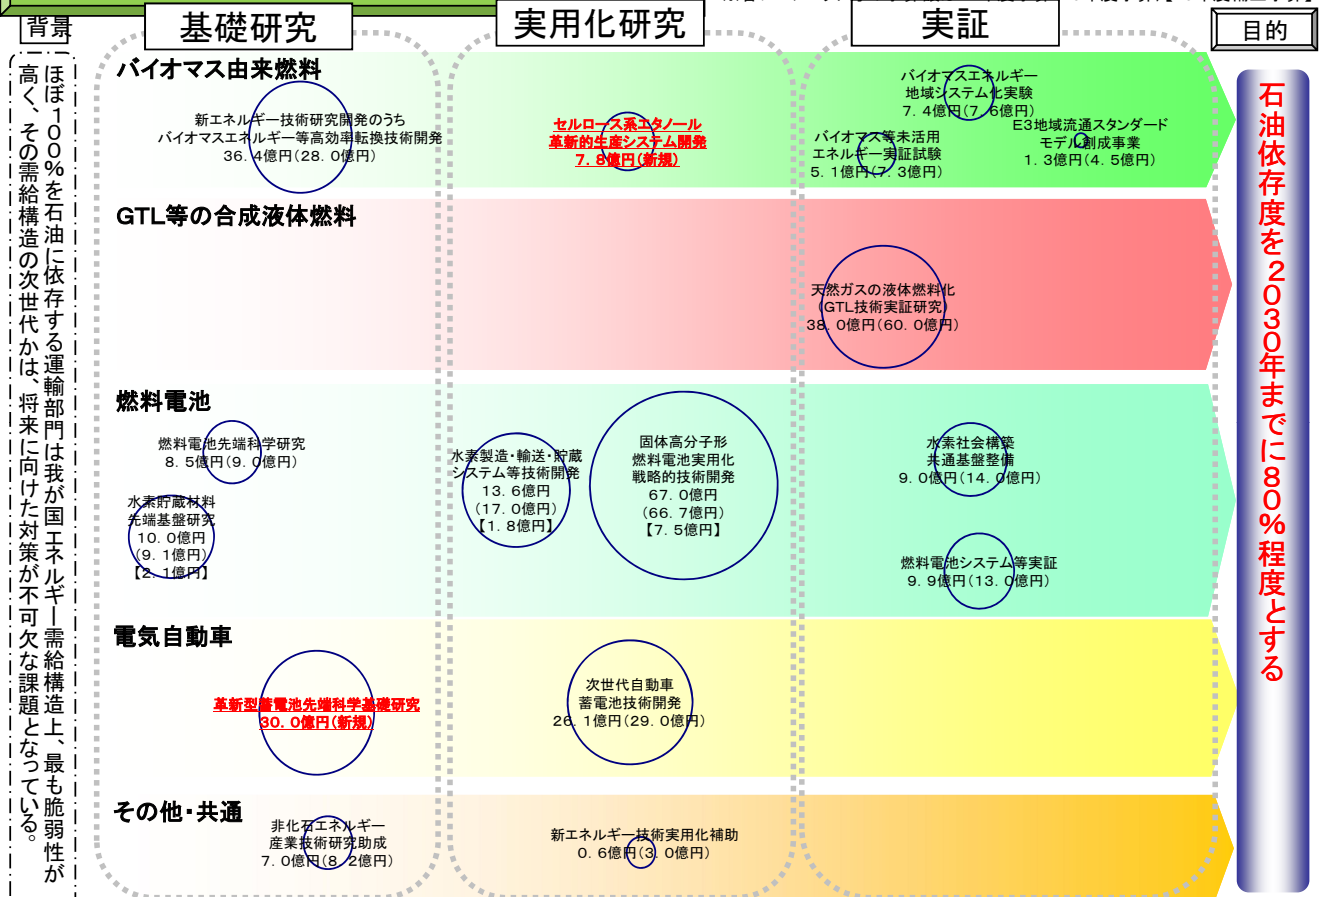 背景
基礎研究
実用化研究
実証
目的
ほぼ100%を石油に依存する運輸部門は我が国エネルギー需給構造上、最も脆弱性が
高く、その需給構造の次世代かは、将来に向けた対策が不可欠な課題となっている。
バイオマス由来燃料
新エネルギー技術研究開発のうち
バイオマスエネルギー等高効率転換技術開発
36.4億円(28.0億円)
セルロース系エタノール
革新的生産システム開発
7.8億円(新規)
バイオマスエネルギー
地域システム化実験
7.4億円(7.6億円)
バイオマス等未活用
エネルギー実証試験
5.1億円(7.3億円)
E3地域流通スタンダード
モデル創成事業
1.3億円(4.5億円)
GTL等の合成液体燃料
天然ガスの液体燃料化
(GTL技術実証研究)
38.0億円(60.0億円)
燃料電池
燃料電池先端科学研究
8.5億円(9.0億円)
水素貯蔵材料
先端基盤研究
10.0億円
(9.1億円)
【2.1億円】
水素製造・輸送・貯蔵
システム等技術開発
13.6億円
(17.0億円)
【1.8億円】
固体高分子形
燃料電池実用化
戦略的技術開発
67.0億円
(66.7億円)
【7.5億円】
水素社会構築
共通基盤整備
9.0億円(14.0億円)
燃料電池システム等実証
9.9億円(13.0億円)
電気自動車
革新型蓄電池先端科学基礎研究
30.0億円(新規)
次世代自動車
蓄電池技術開発
26.1億円(29.0億円)
その他・共通
非化石エネルギー
産業技術研究助成
7.0億円(8.2億円)
新エネルギー技術実用化補助
0.6億円(3.0億円)
石油依存度を2030年までに80%程度とする